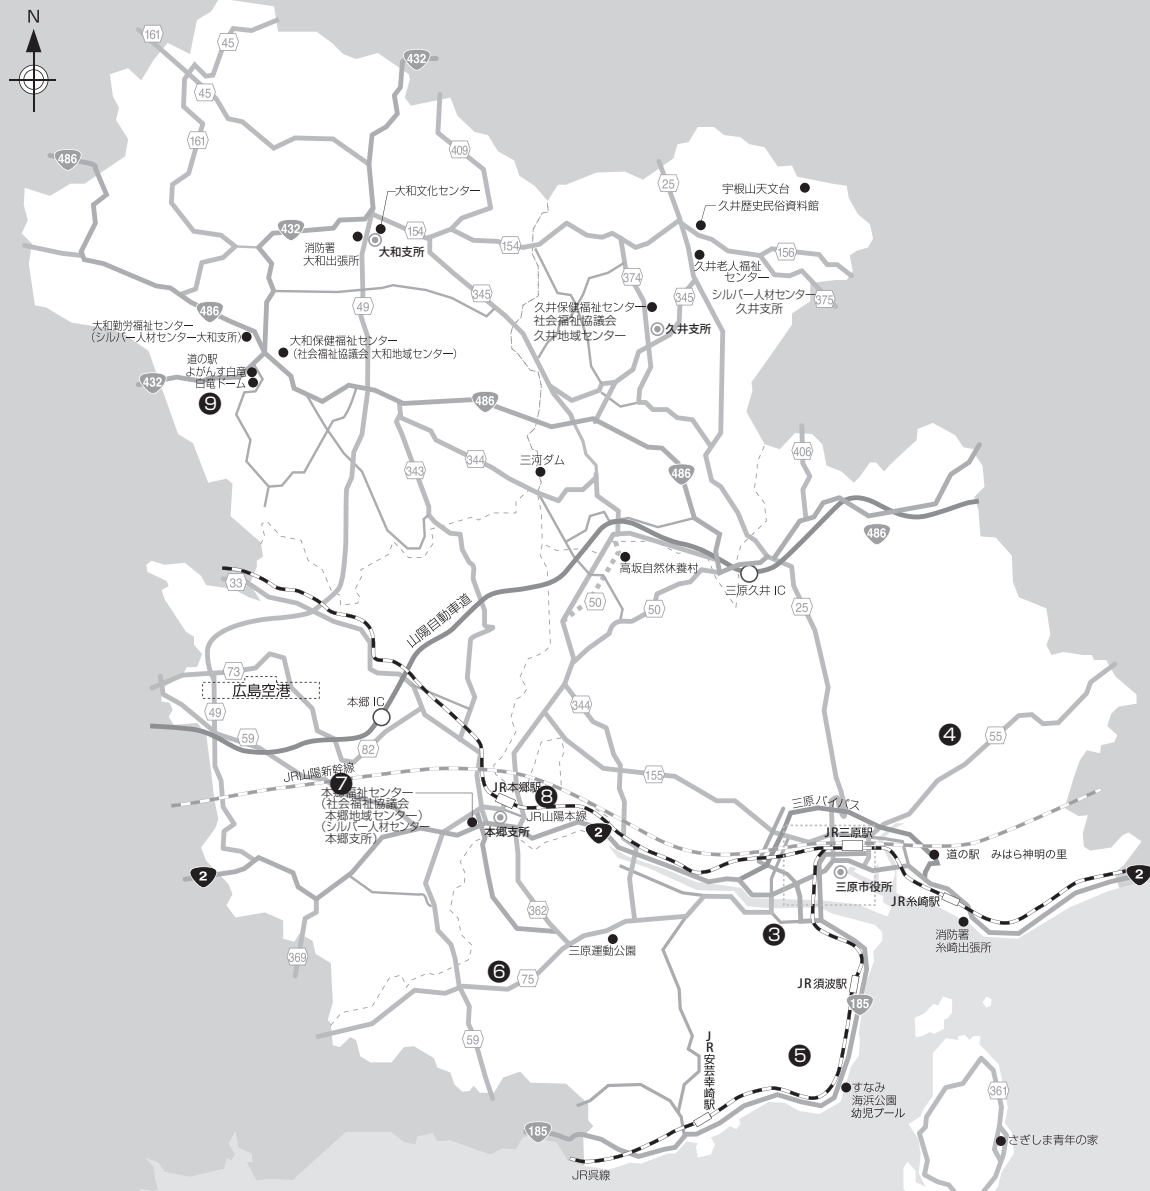 N
161
45
432
45
161
409
486
25
宇根山天文台
久井歴史民俗資料館
大和文化センター
432
154
消防署
大和出張所
大和支所
154
156
久井老人福祉
センター
374
345
345
シルバー人材センター
久井支所
375
49
久井保健福祉センター
社会福祉協議会
久井地域センター
久井支所
486
大和勤労福祉センター
(シルバー人材センター大和支所)
大和保健福祉センター
(社会福祉協議会 大和地域センター)
道の駅
よがんす白竜
白竜ドーム
432
9
486
343
344
三河ダム
486
406
486
高坂自然休養村
三原久井IC
33
50
50
25
山陽自動車道
73
広島空港
本郷IC
49
59
82
344
4
55
JR山陽新幹線
7
155
JR本郷駅
8
JR山陽本線
本郷福祉センター
(社会福祉協議会
本郷地域センター)
(シルバー人材センター
本郷支所)
本郷支所
2
三原バイパス
JR三原駅
道の駅 みはら神明の里
2
2
三原市役所
JR糸崎駅
消防署
糸崎出張所
362
3
三原運動公園
369
6
75
JR須波駅
185
59
JR安芸幸崎駅
5
すなみ
海浜公園
幼児プール
361
185
さぎしま青年の家
JR呉線